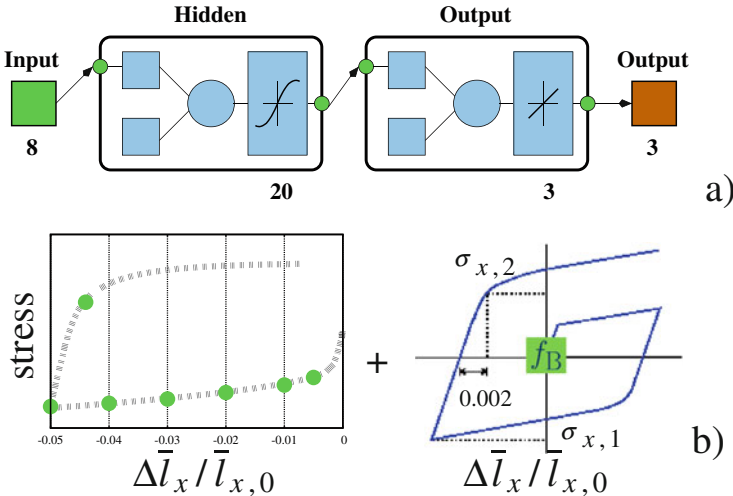 Hidden
Output
Input
Output
8
3
20
3
a)
stress
-0.05
-0.04
-0.03
-0.02
-0.01
0
Δl̅x/l̅x,0
+
σx,2
fB
0.002
σx,1
Δl̅x/l̅x,0
b)